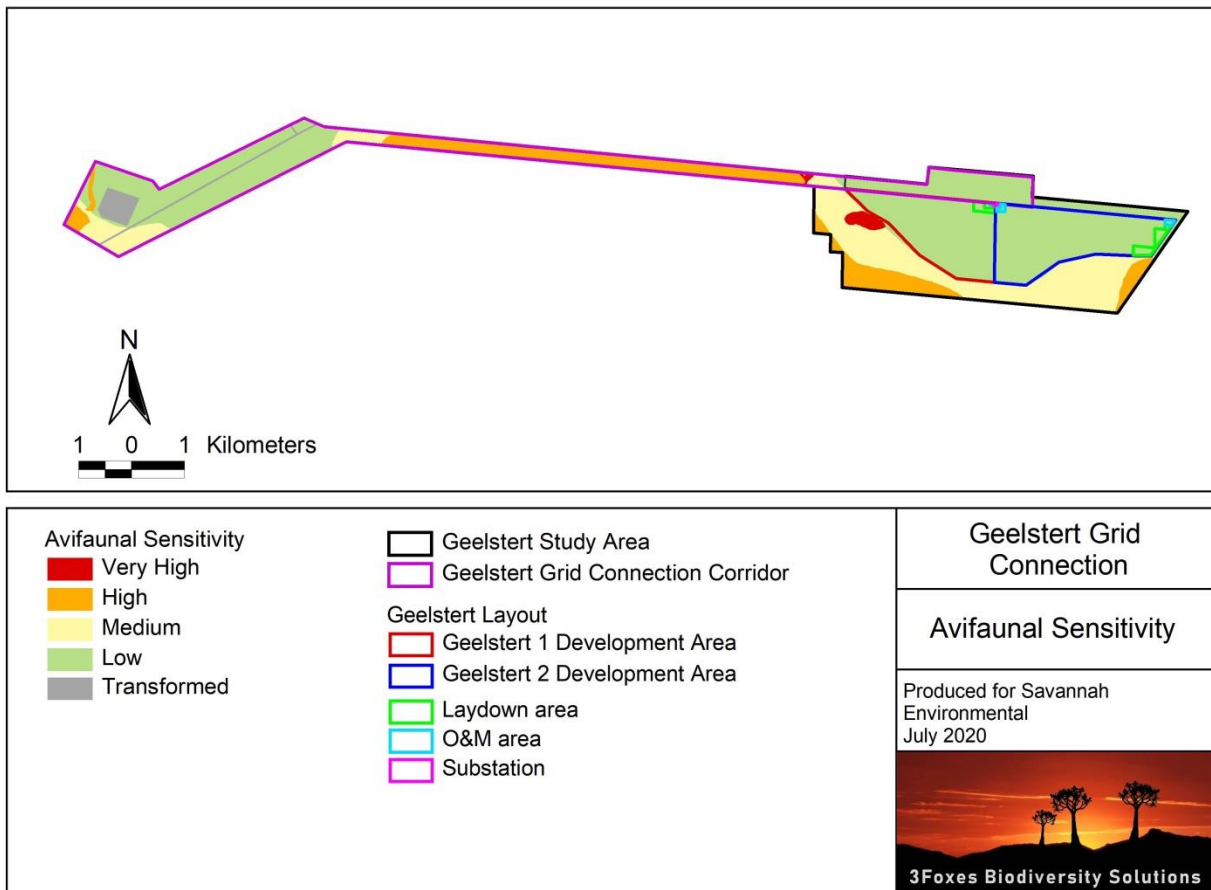 N
1 0 1 Kilometers
Avifaunal Sensitivity
Very High
High
Medium
Low
Transformed
Geelstert Study Area
Geelstert Grid Connection Corridor
Geelstert Layout
Geelstert 1 Development Area
Geelstert 2 Development Area
Laydown area
O&M area
Substation
Geelstert Grid
Connection
Avifaunal Sensitivity
Produced for Savannah
Environmental
July 2020
3Foxes Biodiversity Solutions